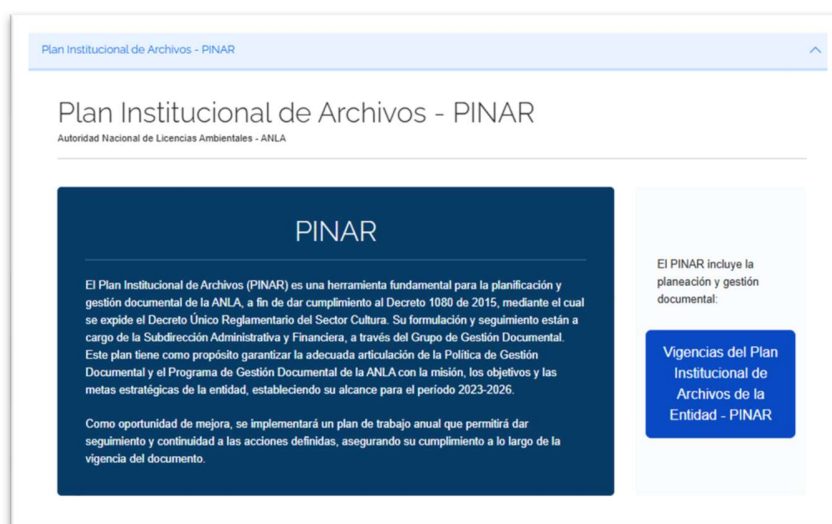 Plan Institucional de Archivos - PINAR
Plan Institucional de Archivos - PINAR
Autoridad Nacional de Licencias Ambientales - ANLA
PINAR
El Plan Institucional de Archivos (PINAR) es una herramienta fundamental para la planificación y
gestión documental de la ANLA, a fin de dar cumplimiento al Decreto 1080 de 2015, mediante el cual
se expide el Decreto Único Reglamentario del Sector Cultura. Su formulación y seguimiento están a
cargo de la Subdirección Administrativa y Financiera, a través del Grupo de Gestión Documental.
Este plan tiene como propósito garantizar la adecuada articulación de la Política de Gestión
Documental y el Programa de Gestión Documental de la ANLA con la misión, los objetivos y las
metas estratégicas de la entidad, estableciendo su alcance para el período 2023-2026.
Como oportunidad de mejora, se implementará un plan de trabajo anual que permitirá dar
seguimiento y continuidad a las acciones definidas, asegurando su cumplimiento a lo largo de la
vigencia del documento.
El PINAR incluye la
planeación y gestión
documental:
Vigencias del Plan
Institucional de
Archivos de la
Entidad - PINAR